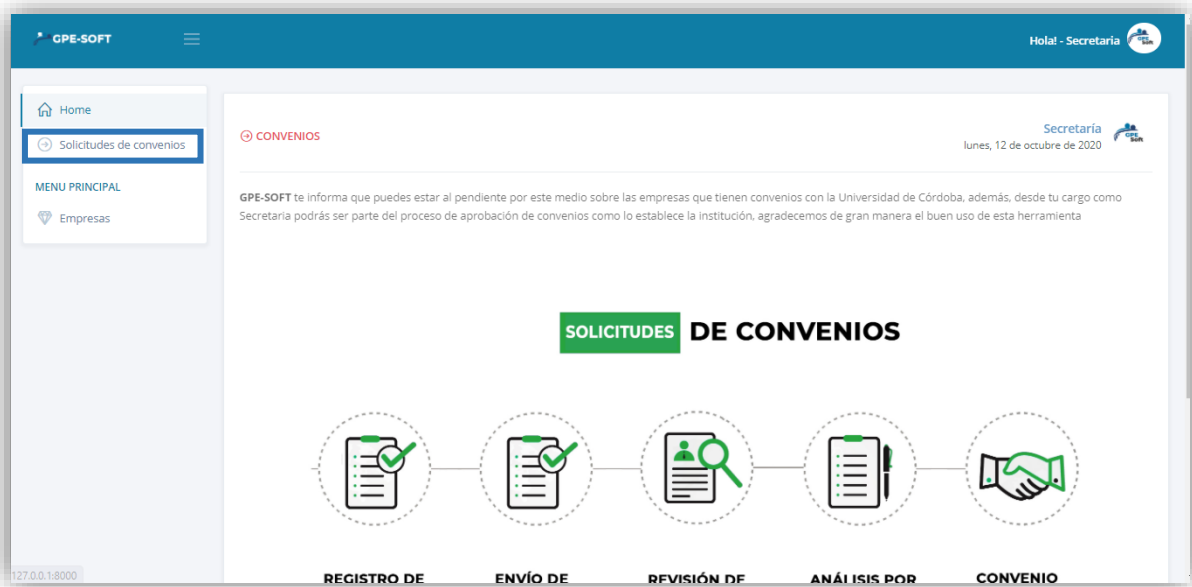 GPE-SOFT
Hola! - Secretaria
Home
Solicitudes de convenios
MENU PRINCIPAL
Empresas
CONVENIOS
Secretaría
lunes, 12 de octubre de 2020
GPE-SOFT te informa que puedes estar al pendiente por este medio sobre las empresas que tienen convenios con la Universidad de Córdoba, además, desde tu cargo como
Secretaria podrás ser parte del proceso de aprobación de convenios como lo establece la institución, agradecemos de gran manera el buen uso de esta herramienta
SOLICITUDES DE CONVENIOS
REGISTRO DE
ENVÍO DE
REVISIÓN DE
ANÁLISIS POR
CONVENIO
127.0.0.1:8000